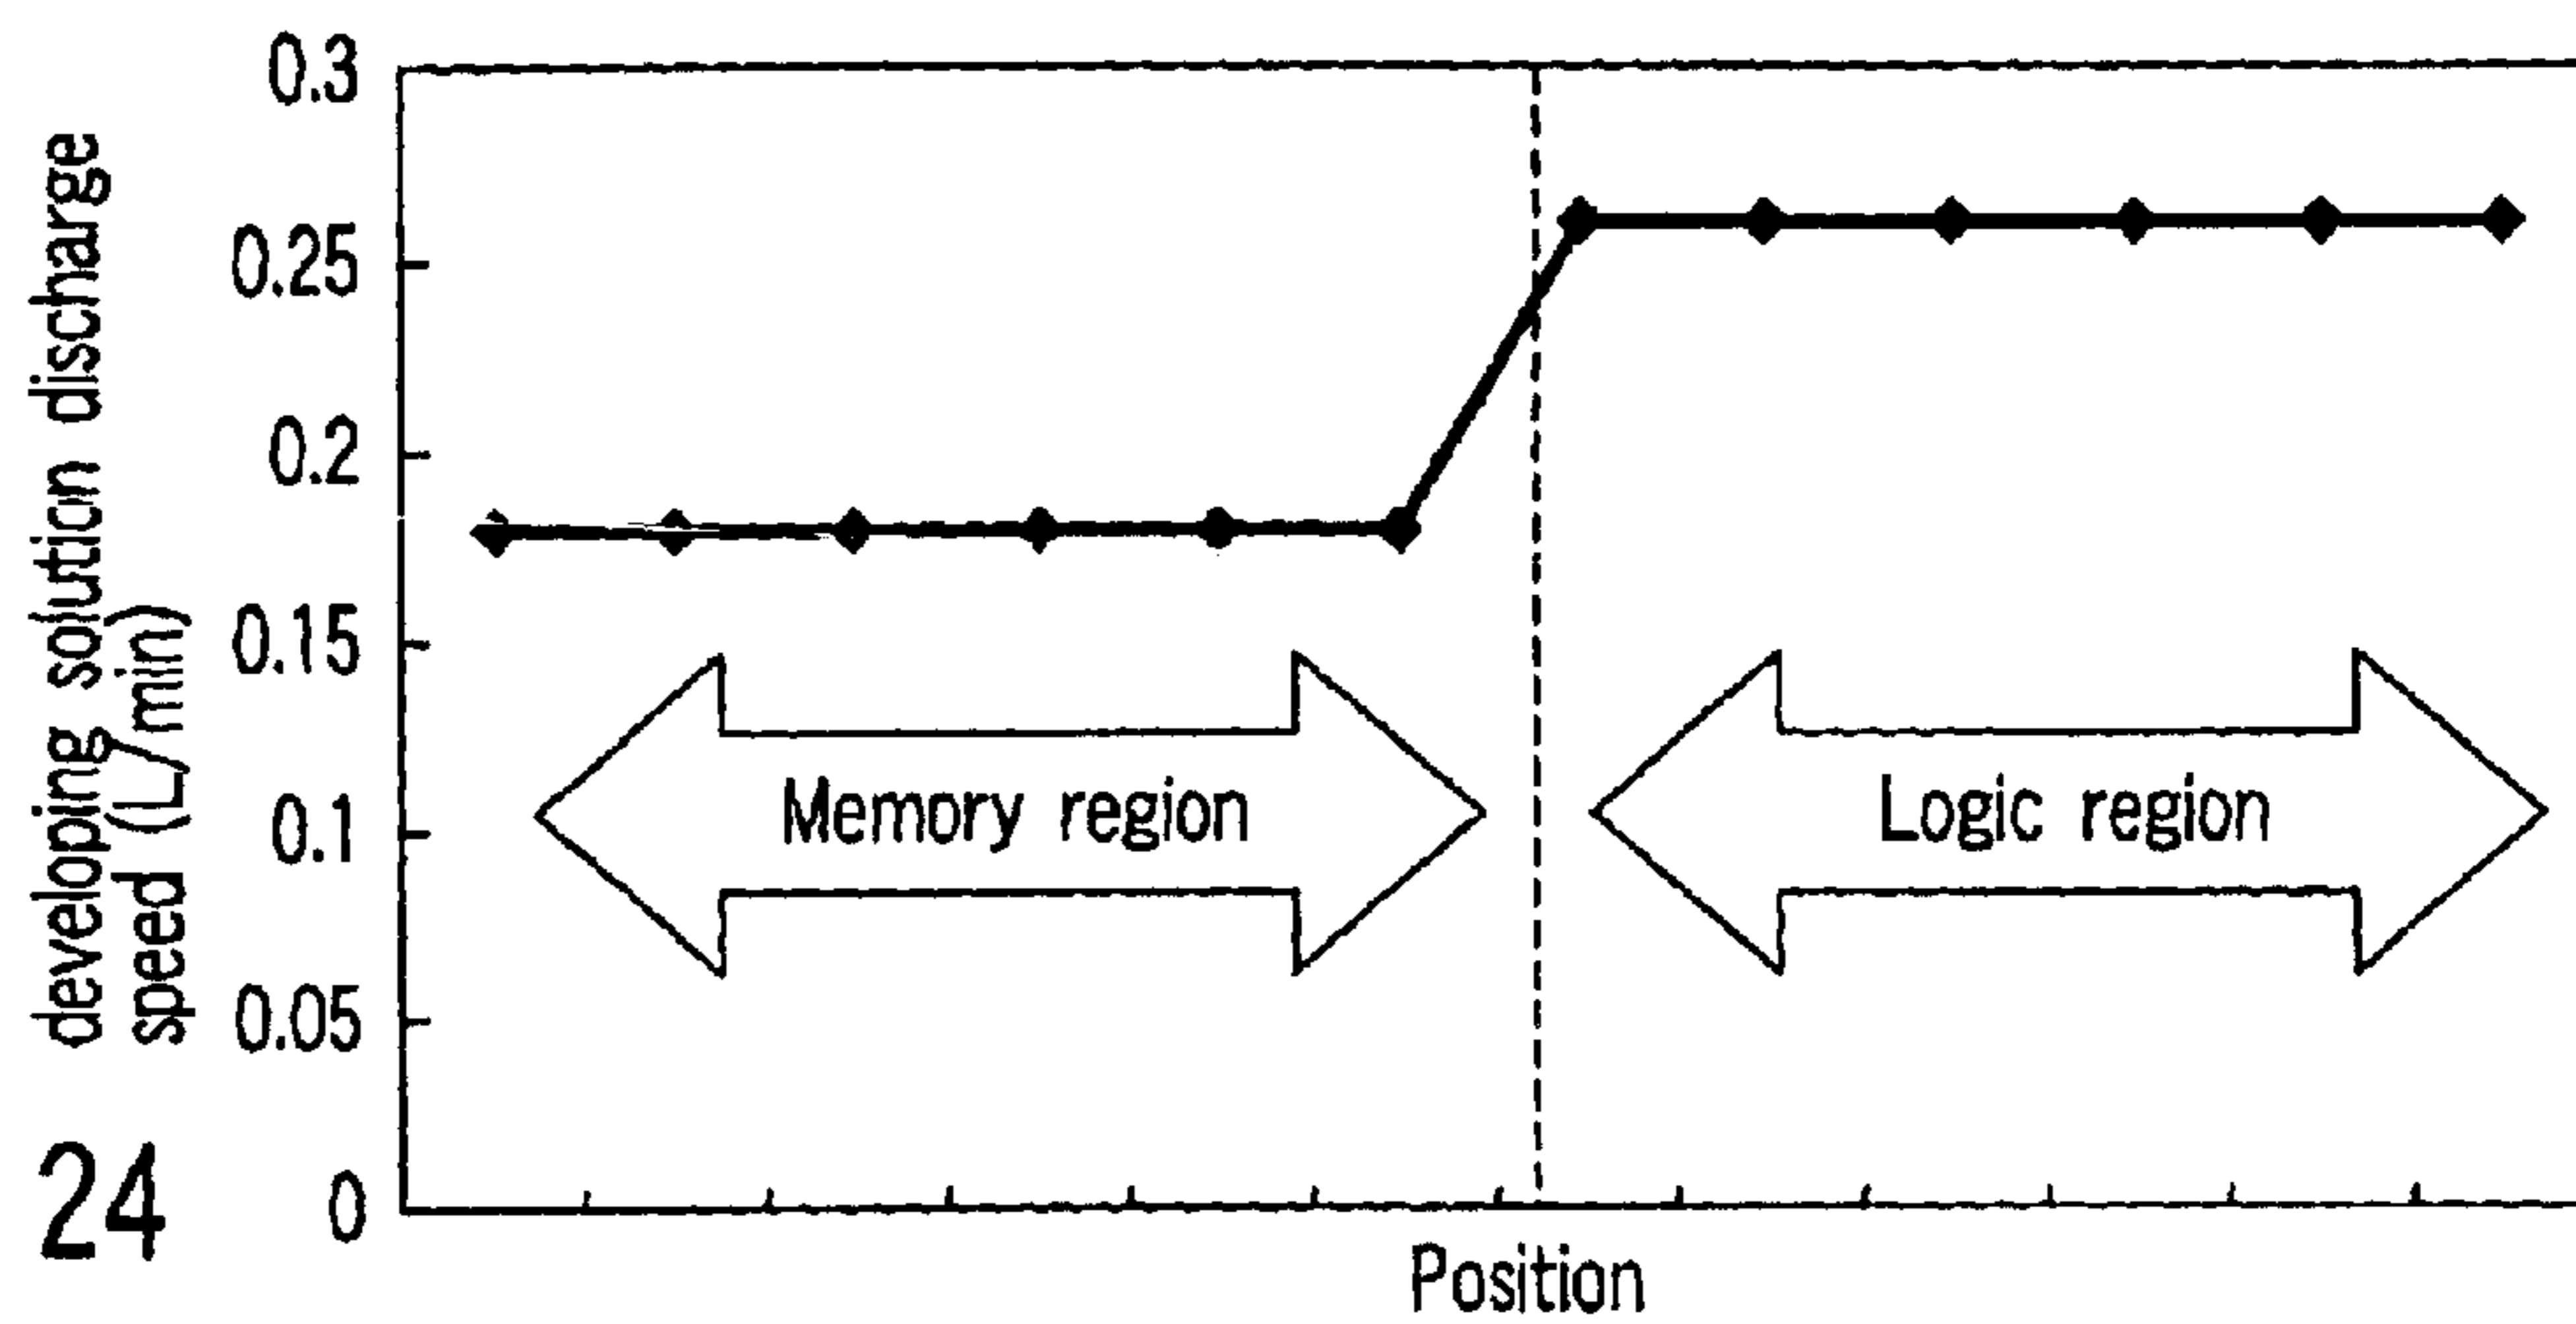 developing solution discharge
speed (L/min)
0.3
0.25
0.2
0.15
0.1
0.05
0
Memory region
Logic region
Position
24